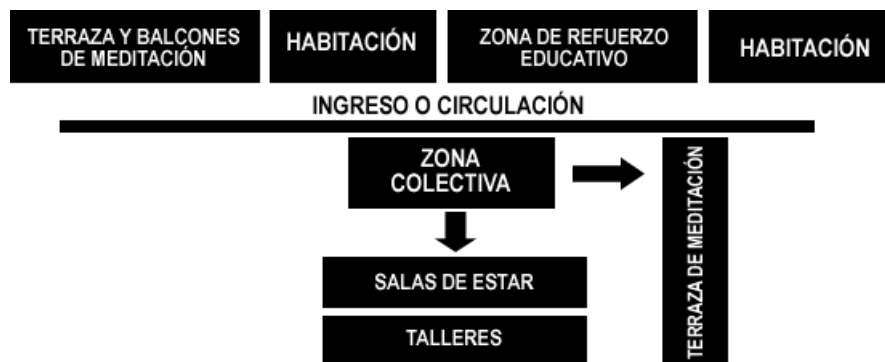 TERRAZA Y BALCONES
DE MEDITACIÓN
HABITACIÓN
ZONA DE REFUERZO
EDUCATIVO
HABITACIÓN
INGRESO O CIRCULACIÓN
ZONA
COLECTIVA
TERRAZA DE MEDITACIÓN
SALAS DE ESTAR
TALLERES